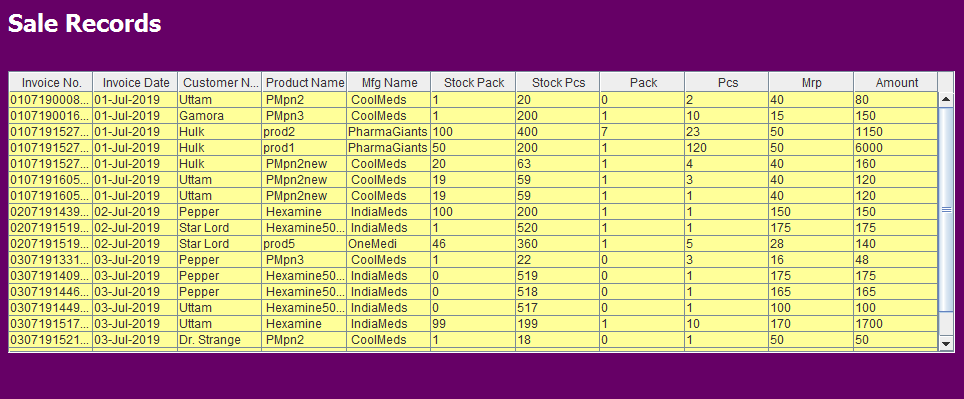 Sale Records
Invoice No. Invoice Date Customer N... Product Name Mfg Name Stock Pack Stock Pcs Pack Pcs Mrp Amount
0107190008... 01-Jul-2019 Uttam PMpn2 CoolMeds 1 20 0 2 40 80
0107190016... 01-Jul-2019 Gamora PMpn3 CoolMeds 1 200 1 10 15 150
0107191527... 01-Jul-2019 Hulk prod2 PharmaGiants 100 400 7 23 50 1150
0107191527... 01-Jul-2019 Hulk prod1 PharmaGiants 50 200 1 120 50 6000
0107191527... 01-Jul-2019 Hulk PMpn2new CoolMeds 20 63 1 4 40 160
0107191605... 01-Jul-2019 Uttam PMpn2new CoolMeds 19 59 1 3 40 120
0107191605... 01-Jul-2019 Uttam PMpn2new CoolMeds 19 59 1 1 40 120
0207191439... 02-Jul-2019 Pepper Hexamine IndiaMeds 100 200 1 1 150 150
0207191519... 02-Jul-2019 Star Lord Hexamine50... IndiaMeds 1 520 1 1 175 175
0207191519... 02-Jul-2019 Star Lord prod5 OneMedi 46 360 1 5 28 140
0307191331... 03-Jul-2019 Pepper PMpn3 CoolMeds 1 22 0 3 16 48
0307191409... 03-Jul-2019 Pepper Hexamine50... IndiaMeds 0 519 0 1 175 175
0307191446... 03-Jul-2019 Pepper Hexamine50... IndiaMeds 0 518 0 1 165 165
0307191449... 03-Jul-2019 Uttam Hexamine50... IndiaMeds 0 517 0 1 100 100
0307191517... 03-Jul-2019 Uttam Hexamine IndiaMeds 99 199 1 10 170 1700
0307191521... 03-Jul-2019 Dr. Strange PMpn2 CoolMeds 1 18 0 1 50 50